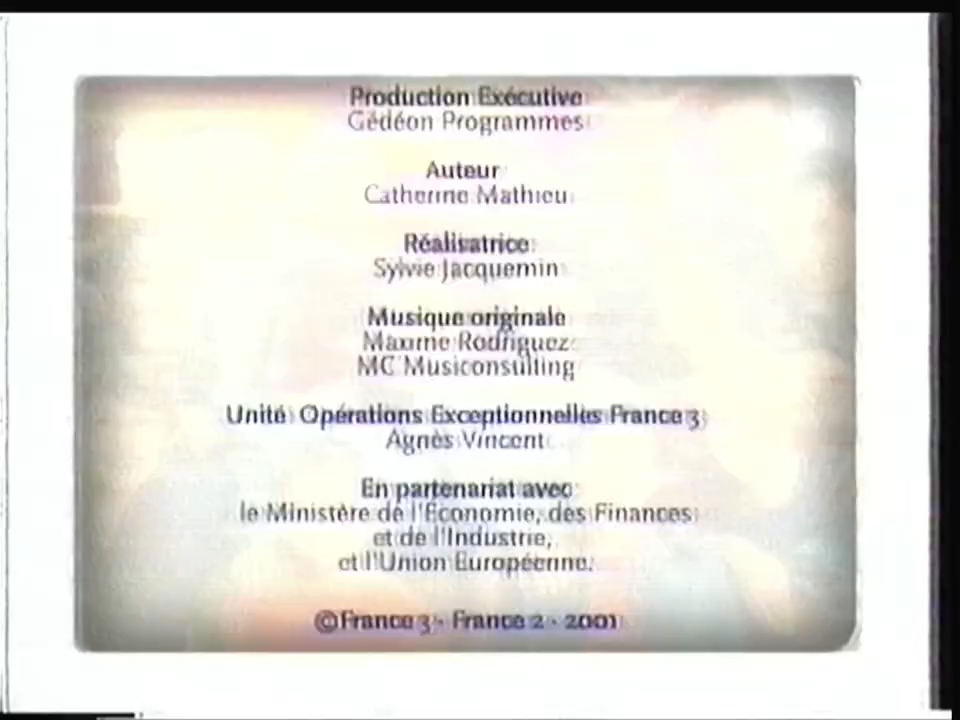 Production Exécutive
Gédéon Programmes
Auteur
Catherine Mathieu
Réalisatrice
Sylvie Jacquemin
Musique originale
Maxime Rodriguez
MC Musiconsulting
Unité Opérations Exceptionnelles France 3
Agnès Vincent
En partenariat avec
le Ministère de l'Economie, des Finances
et de l'Industrie,
et l'Union Européenne.
©France 3 - France 2 - 2001